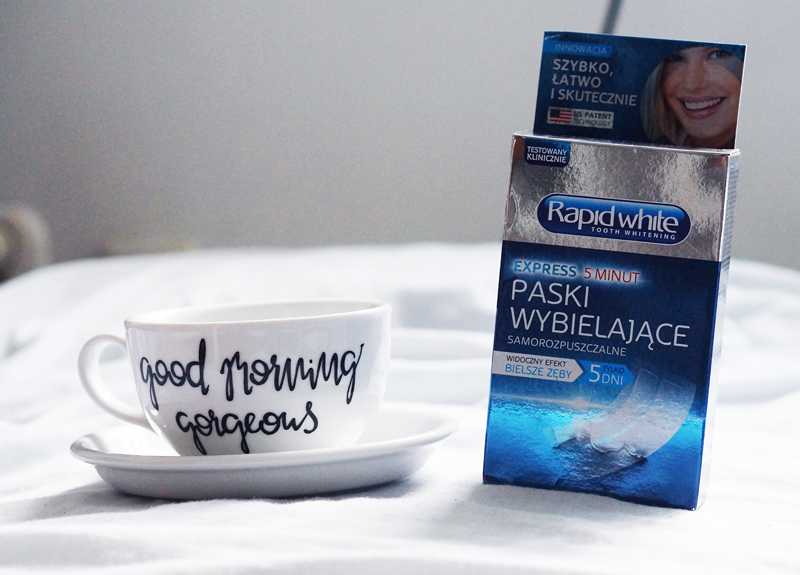 good morning
gorgeous
INNOWACJA
SZYBKO,
ŁATWO
I SKUTECZNIE
US PATENT
TECHNOLOGY
TESTOWANY
KLINICZNIE
Rapid white
TOOTH WHITENING
EXPRESS 5 MINUT
PASKI
WYBIELAJĄCE
SAMOROZPUSZCZALNE
WIDOCZNY EFEKT
BIELSZE ZĘBY
TYLKO
5 DNI